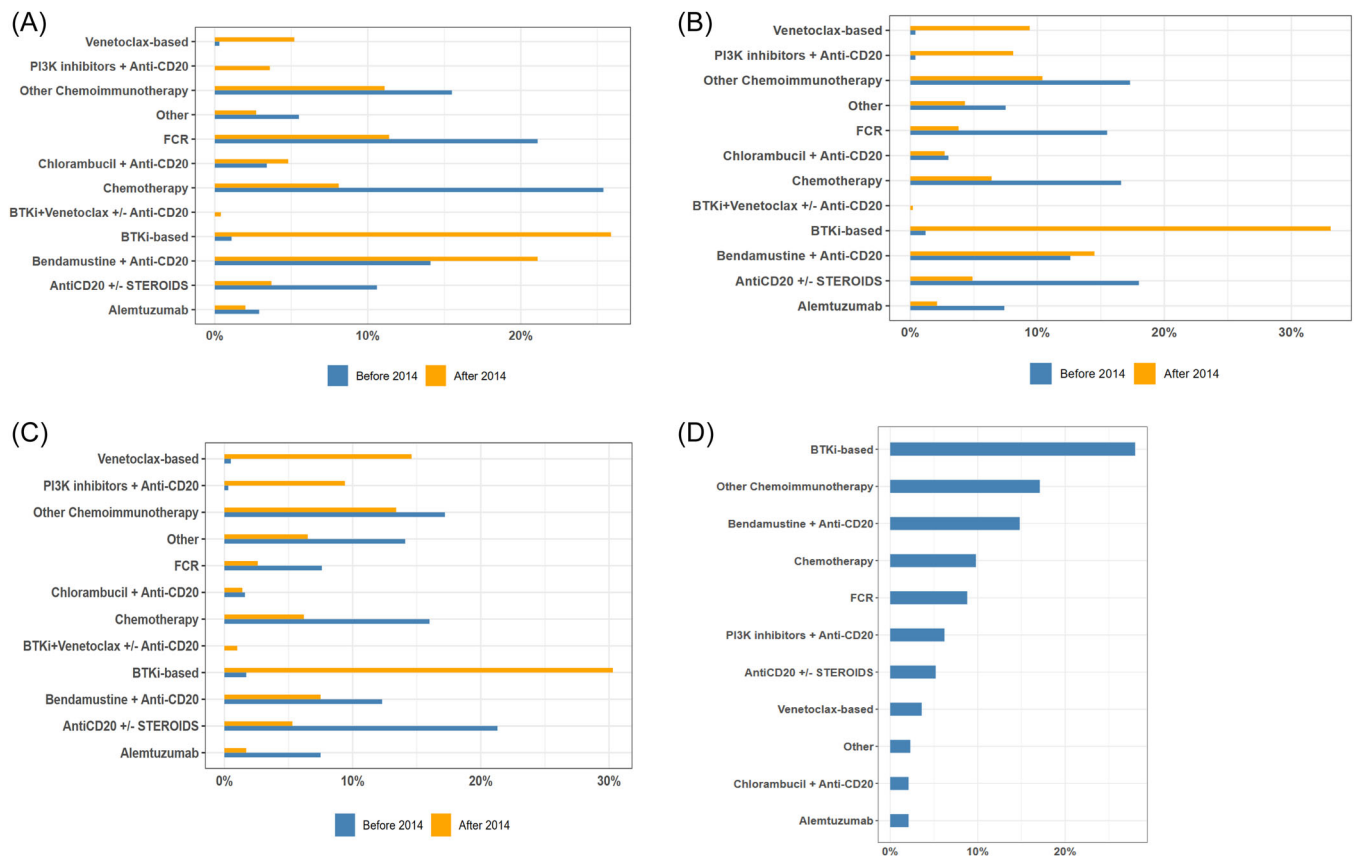 (A)
Venetoclax-based
PI3K inhibitors + Anti-CD20
Other Chemoimmunotherapy
Other
FCR
Chlorambucil + Anti-CD20
Chemotherapy
BTKi+Venetoclax +/- Anti-CD20
BTKi-based
Bendamustine + Anti-CD20
AntiCD20 +/- STEROIDS
Alemtuzumab
0% 10% 20%
Before 2014 After 2014
(B)
Venetoclax-based
PI3K inhibitors + Anti-CD20
Other Chemoimmunotherapy
Other
FCR
Chlorambucil + Anti-CD20
Chemotherapy
BTKi+Venetoclax +/- Anti-CD20
BTKi-based
Bendamustine + Anti-CD20
AntiCD20 +/- STEROIDS
Alemtuzumab
0% 10% 20% 30%
Before 2014 After 2014
(C)
Venetoclax-based
PI3K inhibitors + Anti-CD20
Other Chemoimmunotherapy
Other
FCR
Chlorambucil + Anti-CD20
Chemotherapy
BTKi+Venetoclax +/- Anti-CD20
BTKi-based
Bendamustine + Anti-CD20
AntiCD20 +/- STEROIDS
Alemtuzumab
0% 10% 20% 30%
Before 2014 After 2014
(D)
BTKi-based
Other Chemoimmunotherapy
Bendamustine + Anti-CD20
Chemotherapy
FCR
PI3K inhibitors + Anti-CD20
AntiCD20 +/- STEROIDS
Venetoclax-based
Other
Chlorambucil + Anti-CD20
Alemtuzumab
0% 10% 20%